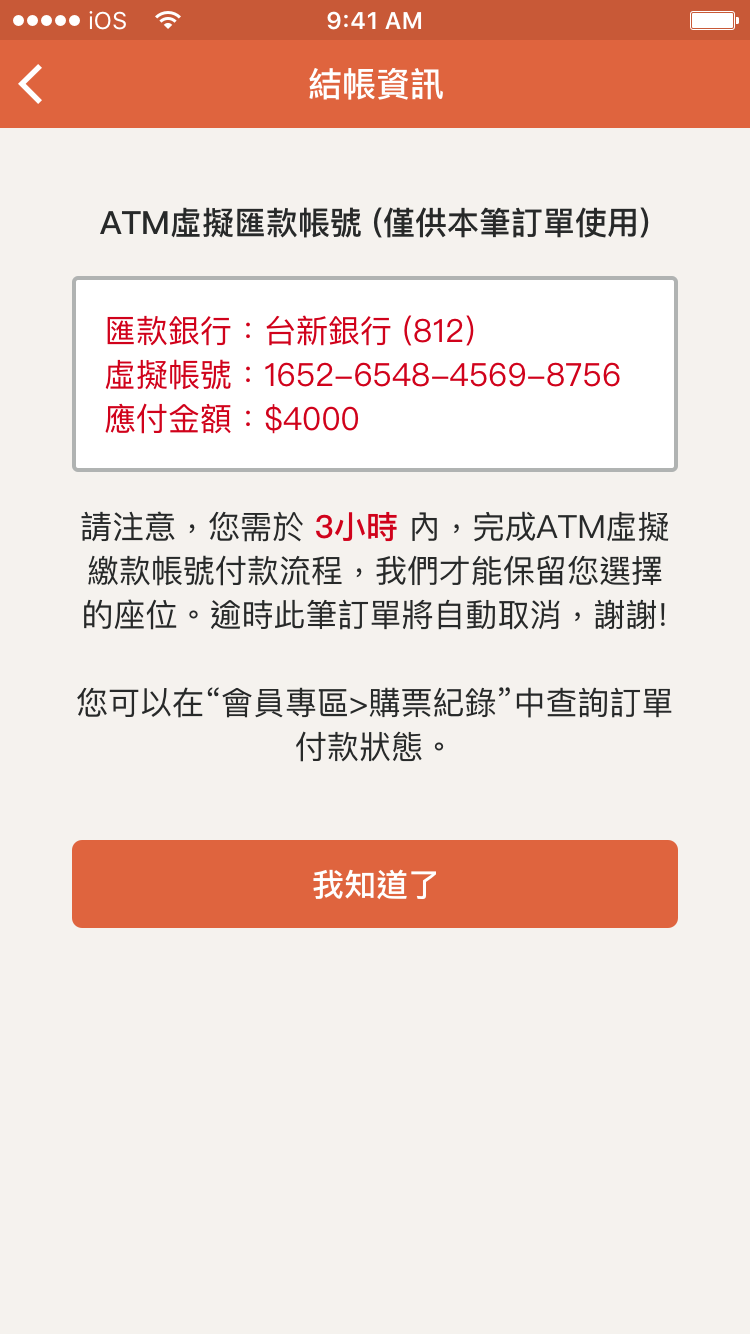 iOS 9:41 AM
結帳資訊
ATM虛擬匯款帳號 (僅供本筆訂單使用)
匯款銀行：台新銀行 (812)
虛擬帳號：1652–6548–4569–8756
應付金額：$4000
請注意，您需於 3小時 內，完成ATM虛擬
繳款帳號付款流程，我們才能保留您選擇
的座位。逾時此筆訂單將自動取消，謝謝!
您可以在“會員專區>購票紀錄”中查詢訂單
付款狀態。
我知道了